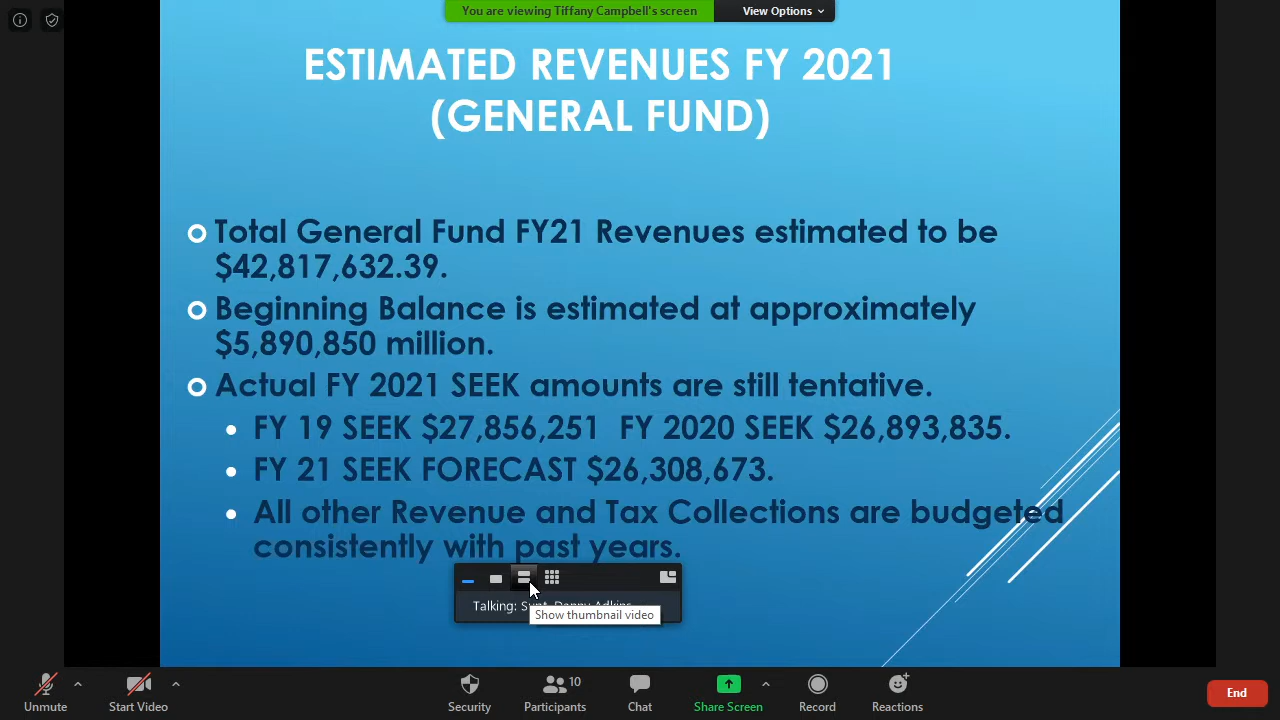 You are viewing Tiffany Campbell's screen
View Options
ESTIMATED REVENUES FY 2021
(GENERAL FUND)
Total General Fund FY21 Revenues estimated to be
$42,817,632.39.
Beginning Balance is estimated at approximately
$5,890,850 million.
Actual FY 2021 SEEK amounts are still tentative.
FY 19 SEEK $27,856,251 FY 2020 SEEK $26,893,835.
FY 21 SEEK FORECAST $26,308,673.
All other Revenue and Tax Collections are budgeted
consistently with past years.
Talking: Supt. Danny Adkins
Show thumbnail video
Unmute
Start Video
Security
10
Participants
Chat
Share Screen
Record
Reactions
End